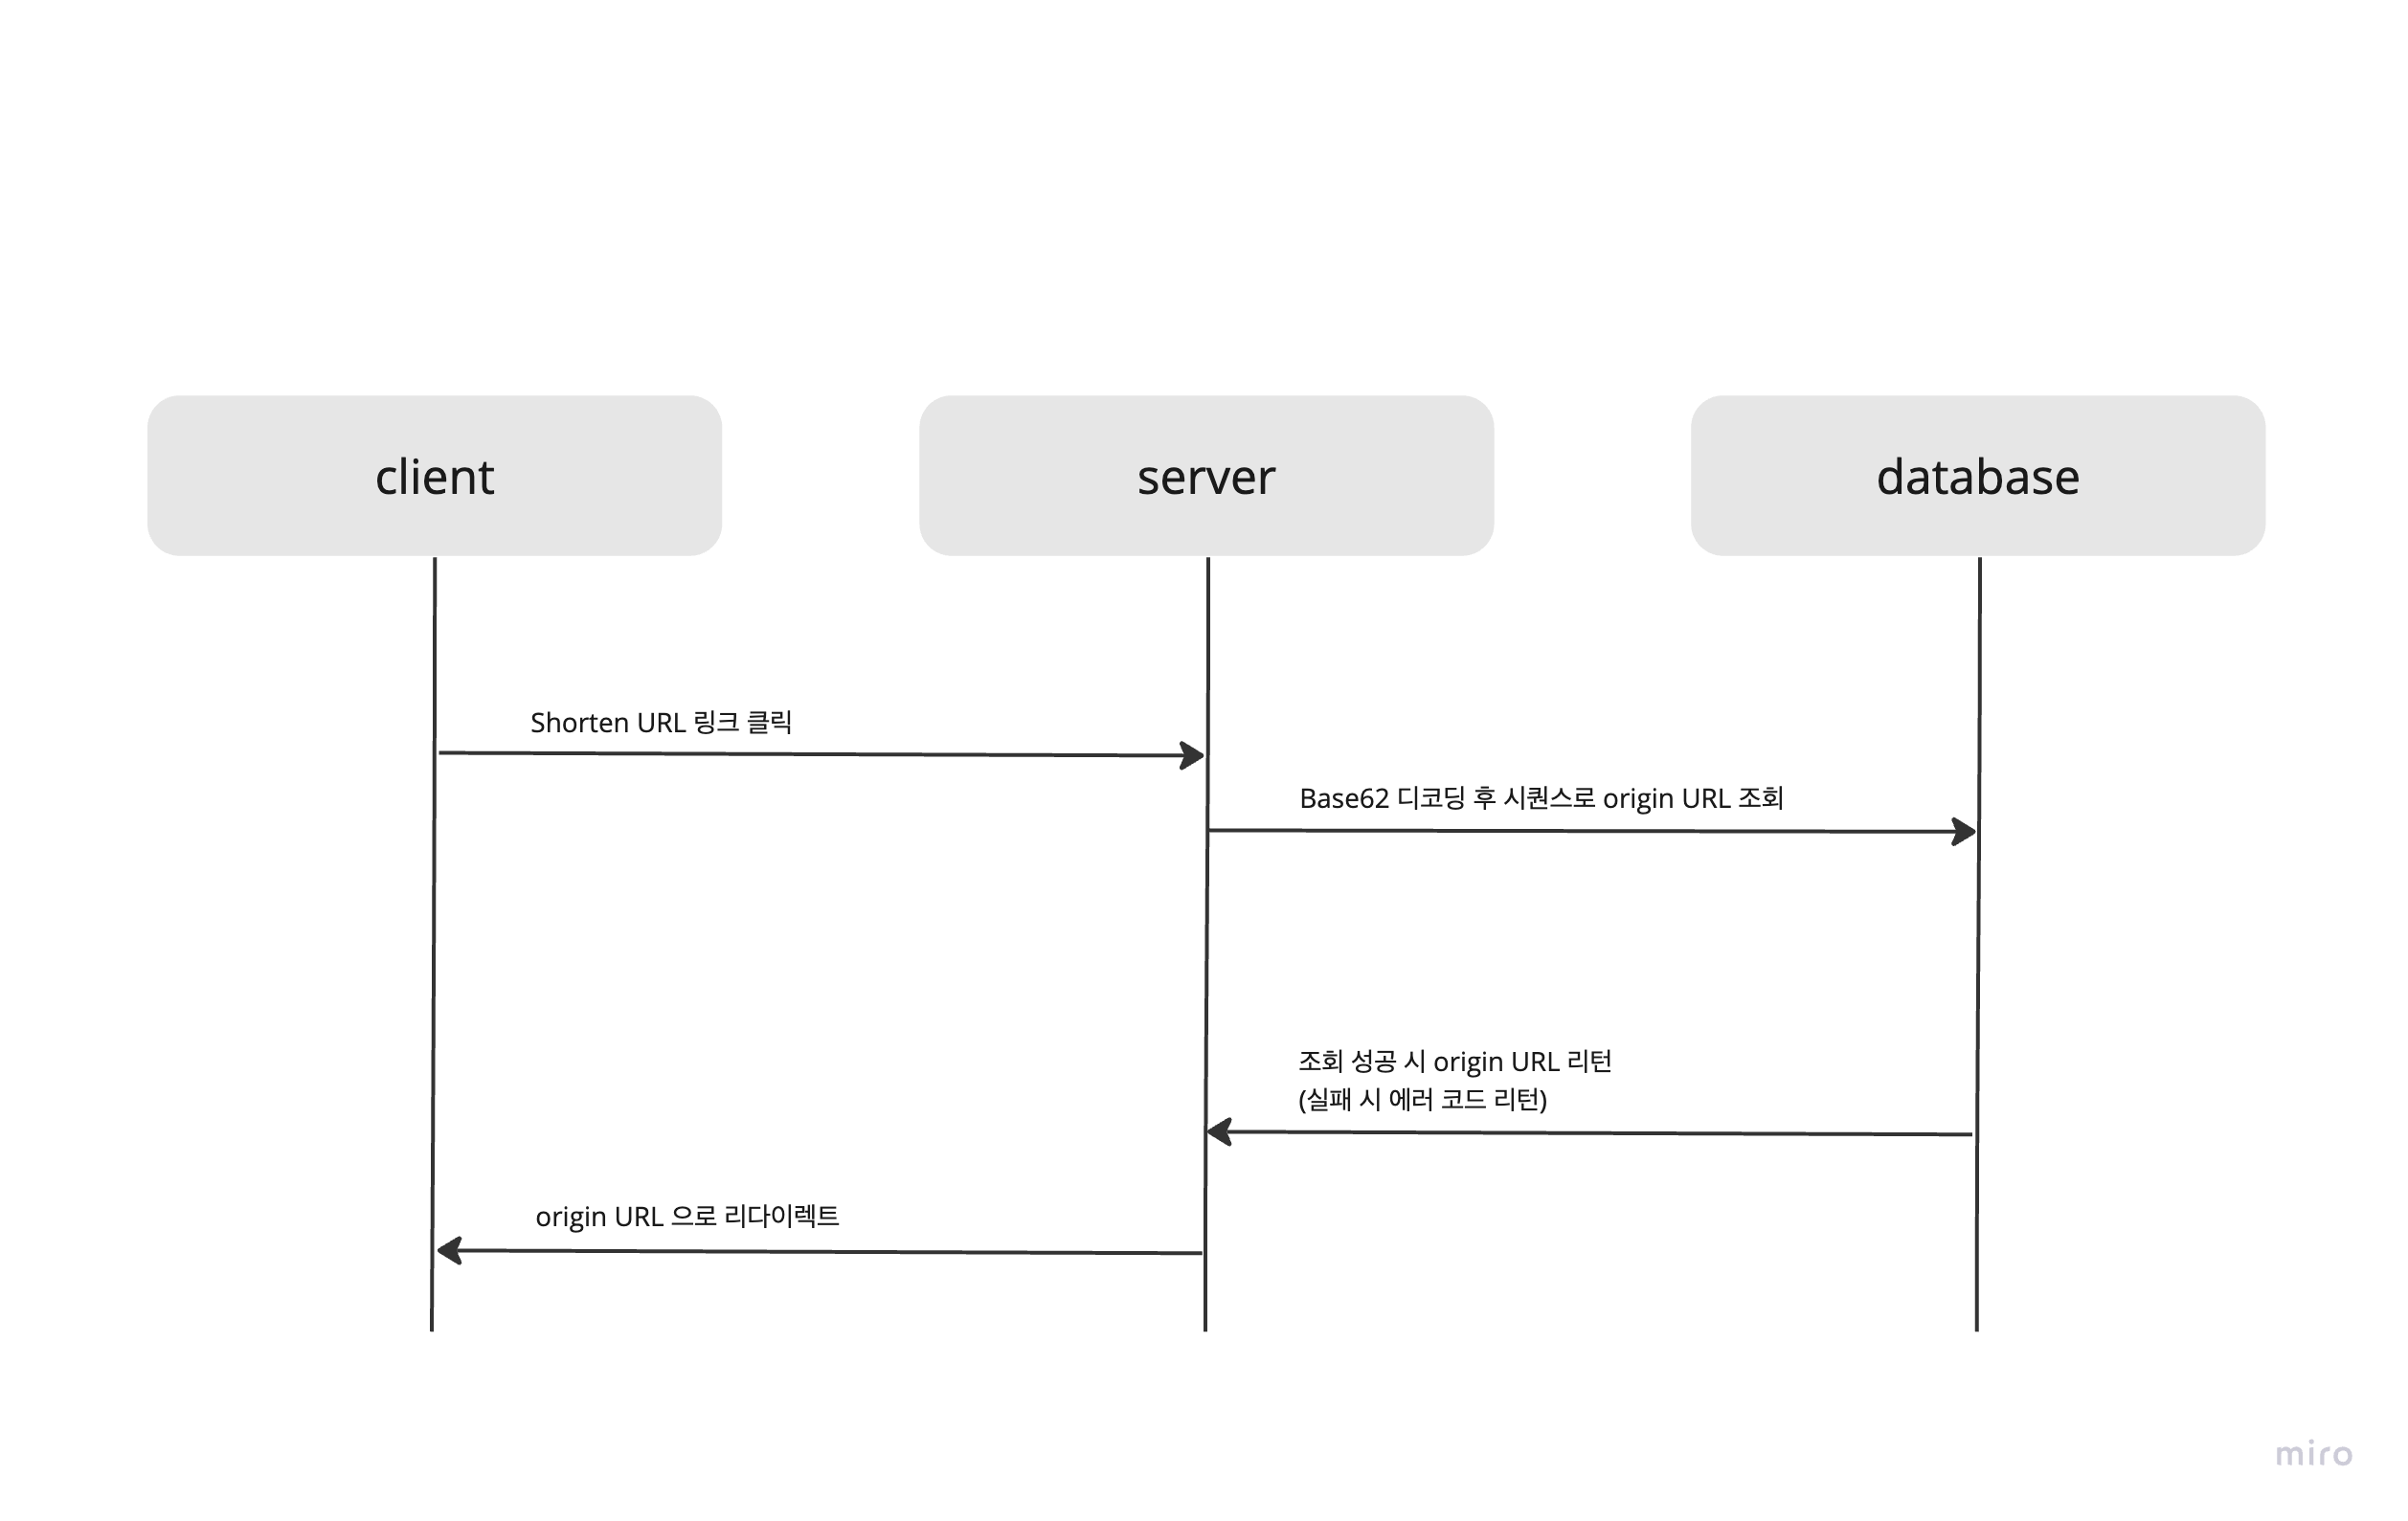 client
server
database
Shorten URL 링크 클릭
Base62 디코딩 후 시퀀스로 origin URL 조회
조회 성공 시 origin URL 리턴
(실패 시 에러 코드 리턴)
origin URL 으로 리다이렉트
miro